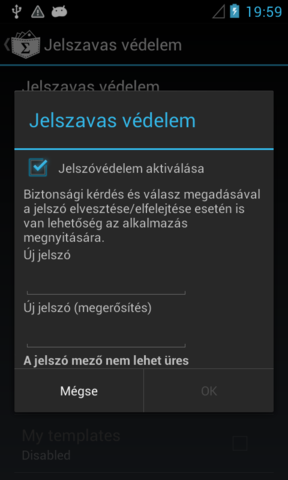 19:59
Jelszavas védelem
Jelszavas védelem
Jelszavas védelem
Jelszóvédelem aktiválása
Biztonsági kérdés és válasz megadásával
a jelszó elvesztése/elfelejtése esetén is
van lehetőség az alkalmazás
megnyitására.
Új jelszó
Új jelszó (megerősítés)
A jelszó mező nem lehet üres
Mégse
OK
My templates
Disabled